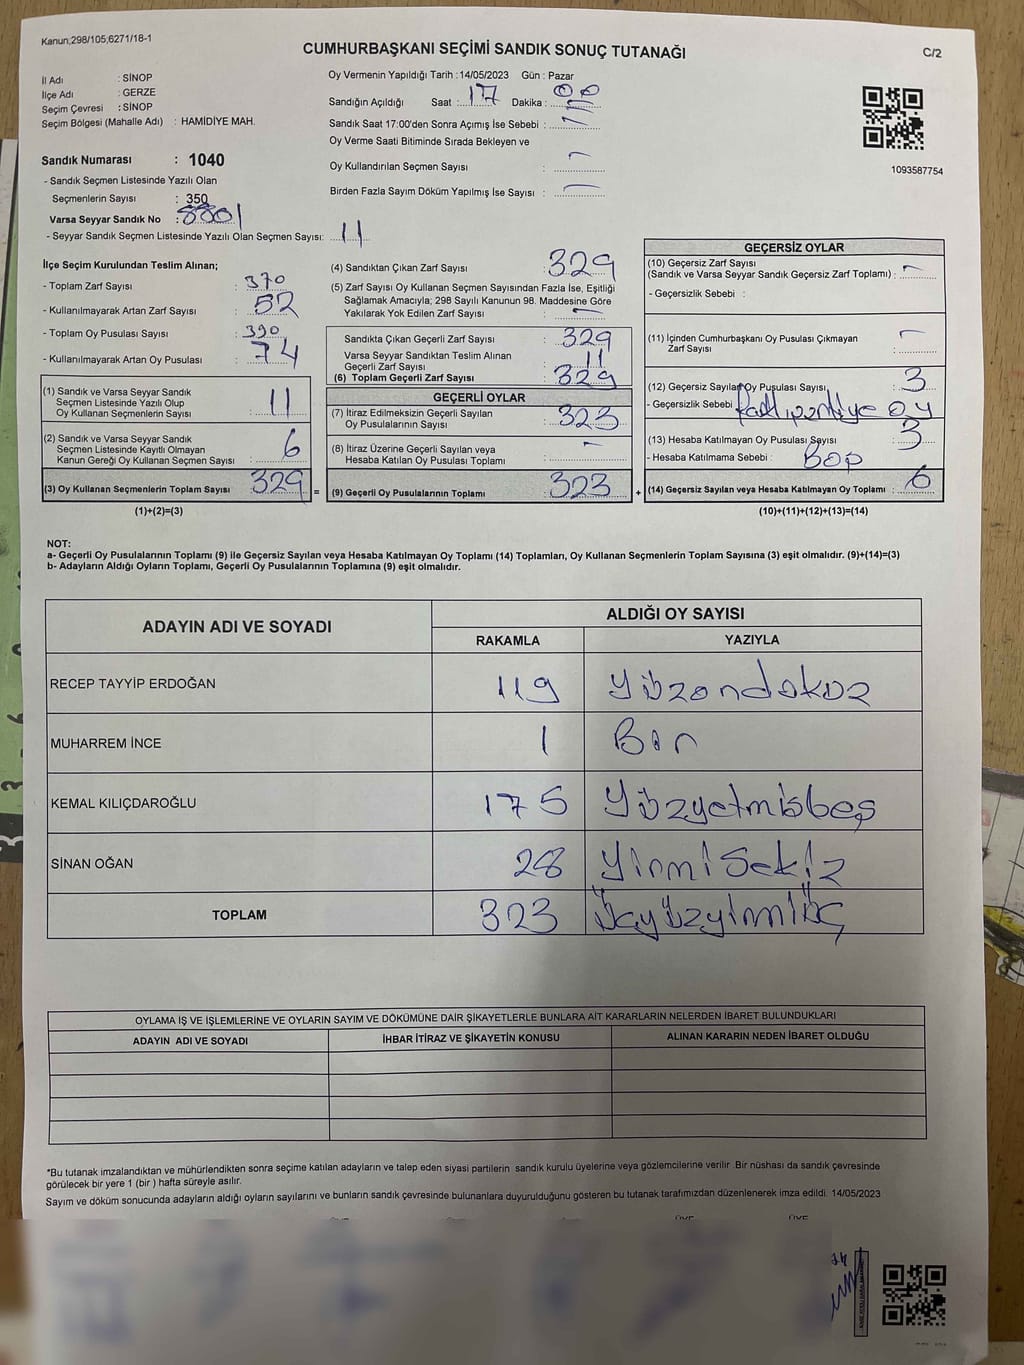 Kanun;298/105,6271/18-1
CUMHURBAŞKANI SEÇİMİ SANDIK SONUÇ TUTANAĞI
C/2
İl Adı : SİNOP
İlçe Adı : GERZE
Seçim Çevresi : SİNOP
Seçim Bölgesi (Mahalle Adı) : HAMİDİYE MAH.
Sandık Numarası : 1040
- Sandık Seçmen Listesinde Yazılı Olan
Seçmenlerin Sayısı : 350
Varsa Seyyar Sandık No :
- Seyyar Sandık Seçmen Listesinde Yazılı Olan Seçmen Sayısı: 11
Oy Vermenin Yapıldığı Tarih :14/05/2023 Gün : Pazar
Sandığın Açıldığı Saat : 17 Dakika : 00
Sandık Saat 17:00'den Sonra Açımış İse Sebebi : -
Oy Verme Saati Bitiminde Sırada Bekleyen ve
Oy Kullandırılan Seçmen Sayısı : -
Birden Fazla Sayım Döküm Yapılmış İse Sayısı : -
1093587754
İlçe Seçim Kurulundan Teslim Alınan;
- Toplam Zarf Sayısı : 370
- Kullanılmayarak Artan Zarf Sayısı : 52
- Toplam Oy Pusulası Sayısı : 390
- Kullanılmayarak Artan Oy Pusulası : 74
(1) Sandık ve Varsa Seyyar Sandık
Seçmen Listesinde Yazılı Olup
Oy Kullanan Seçmenlerin Sayısı : 11
(2) Sandık ve Varsa Seyyar Sandık
Seçmen Listesinde Kayıtlı Olmayan
Kanun Gereği Oy Kullanan Seçmen Sayısı : 6
(3) Oy Kullanan Seçmenlerin Toplam Sayısı 329 =
(1)+(2)=(3)
(4) Sandıktan Çıkan Zarf Sayısı : 329
(5) Zarf Sayısı Oy Kullanan Seçmen Sayısından Fazla İse, Eşitliği
Sağlamak Amacıyla; 298 Sayılı Kanunun 98. Maddesine Göre
Yakılarak Yok Edilen Zarf Sayısı : -
Sandıkta Çıkan Geçerli Zarf Sayısı : 329
Varsa Seyyar Sandıktan Teslim Alınan
Geçerli Zarf Sayısı : 11
(6) Toplam Geçerli Zarf Sayısı : 329
GEÇERLİ OYLAR
(7) İtiraz Edilmeksizin Geçerli Sayılan
Oy Pusulalarının Sayısı : 323
(8) İtiraz Üzerine Geçerli Sayılan veya
Hesaba Katılan Oy Pusulası Toplamı : -
(9) Geçerli Oy Pusulalarının Toplamı : 323 +
GEÇERSİZ OYLAR
(10) Geçersiz Zarf Sayısı
(Sandık ve Varsa Seyyar Sandık Geçersiz Zarf Toplamı) : -
- Geçersizlik Sebebi :
(11) İçinden Cumhurbaşkanı Oy Pusulası Çıkmayan
Zarf Sayısı : -
(12) Geçersiz Sayılan Oy Pusulası Sayısı : 3
- Geçersizlik Sebebi partiye oy
(13) Hesaba Katılmayan Oy Pusulası Sayısı : 3
- Hesaba Katılmama Sebebi : Boş
(14) Geçersiz Sayılan veya Hesaba Katılmayan Oy Toplamı : 6
(10)+(11)+(12)+(13)=(14)
NOT:
a- Geçerli Oy Pusulalarının Toplamı (9) ile Geçersiz Sayılan veya Hesaba Katılmayan Oy Toplamı (14) Toplamları, Oy Kullanan Seçmenlerin Toplam Sayısına (3) eşit olmalıdır. (9)+(14)=(3)
b- Adayların Aldığı Oyların Toplamı, Geçerli Oy Pusulalarının Toplamına (9) eşit olmalıdır.
ADAYIN ADI VE SOYADI
ALDIĞI OY SAYISI
RAKAMLA YAZIYLA
RECEP TAYYİP ERDOĞAN 119 Yüzondokuz
MUHARREM İNCE 1 Bir
KEMAL KILIÇDAROĞLU 175 Yüzyetmişbeş
SİNAN OĞAN 28 Yirmi Sekiz
TOPLAM 323 Üçyüzyirmiüç
OYLAMA İŞ VE İŞLEMLERİNE VE OYLARIN SAYIM VE DÖKÜMÜNE DAİR ŞİKAYETLERLE BUNLARA AİT KARARLARIN NELERDEN İBARET BULUNDUKLARI
ADAYIN ADI VE SOYADI İHBAR İTİRAZ VE ŞİKAYETİN KONUSU ALINAN KARARIN NEDEN İBARET OLDUĞU
*Bu tutanak imzalandıktan ve mühürlendikten sonra seçime katılan adayların ve talep eden siyasi partilerin sandık kurulu üyelerine veya gözlemcilerine verilir .Bir nüshası da sandık çevresinde
görülecek bir yere 1 (bir ) hafta süreyle asılır.
Sayım ve döküm sonucunda adayların aldığı oyların sayılarını ve bunların sandık çevresinde bulunanlara duyurulduğunu gösteren bu tutanak tarafımızdan düzenlenerek imza edildi. 14/05/2023
ÜYE ÜYE